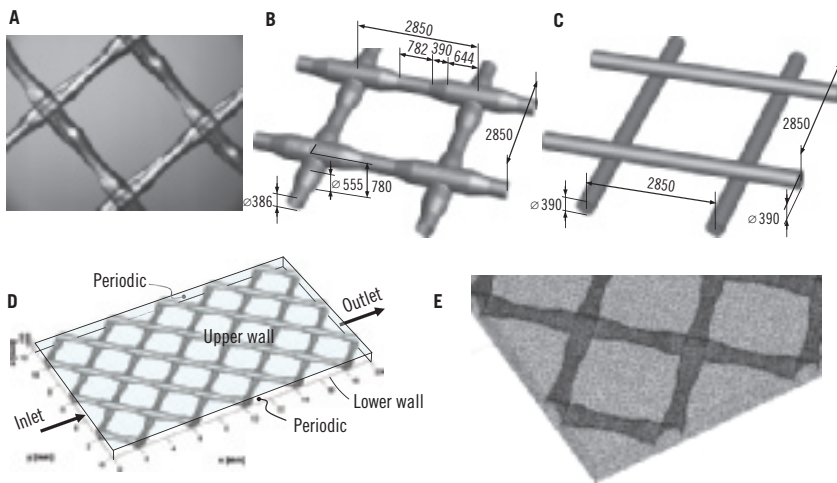 A
B
2850
782 390 644
2850
⌀386
⌀555
780
C
2850
2850
⌀390
⌀390
D
Periodic
Outlet
Upper wall
Inlet
Lower wall
Periodic
E